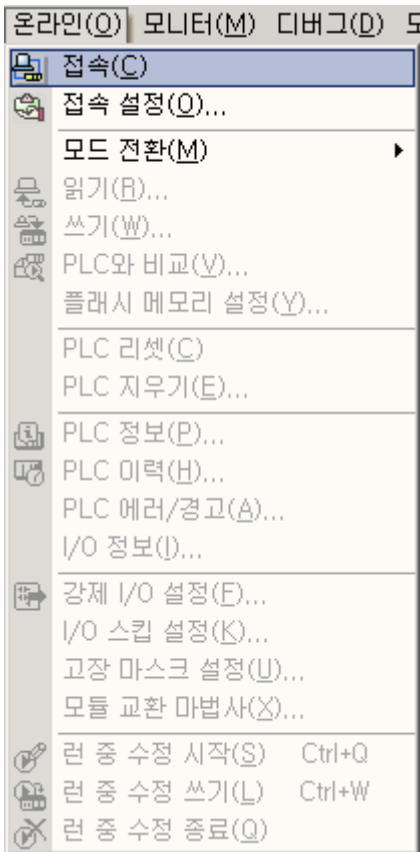 온라인(O) 모니터(M) 디버그(D)
접속(C)
접속 설정(O)...
모드 전환(M)
읽기(R)...
쓰기(W)...
PLC와 비교(V)...
플래시 메모리 설정(Y)...
PLC 리셋(C)
PLC 지우기(E)...
PLC 정보(P)...
PLC 이력(H)...
PLC 에러/경고(A)...
I/O 정보(I)...
강제 I/O 설정(F)...
I/O 스킵 설정(K)...
고장 마스크 설정(U)...
모듈 교환 마법사(X)...
런 중 수정 시작(S) Ctrl+Q
런 중 수정 쓰기(L) Ctrl+W
런 중 수정 종료(Q)